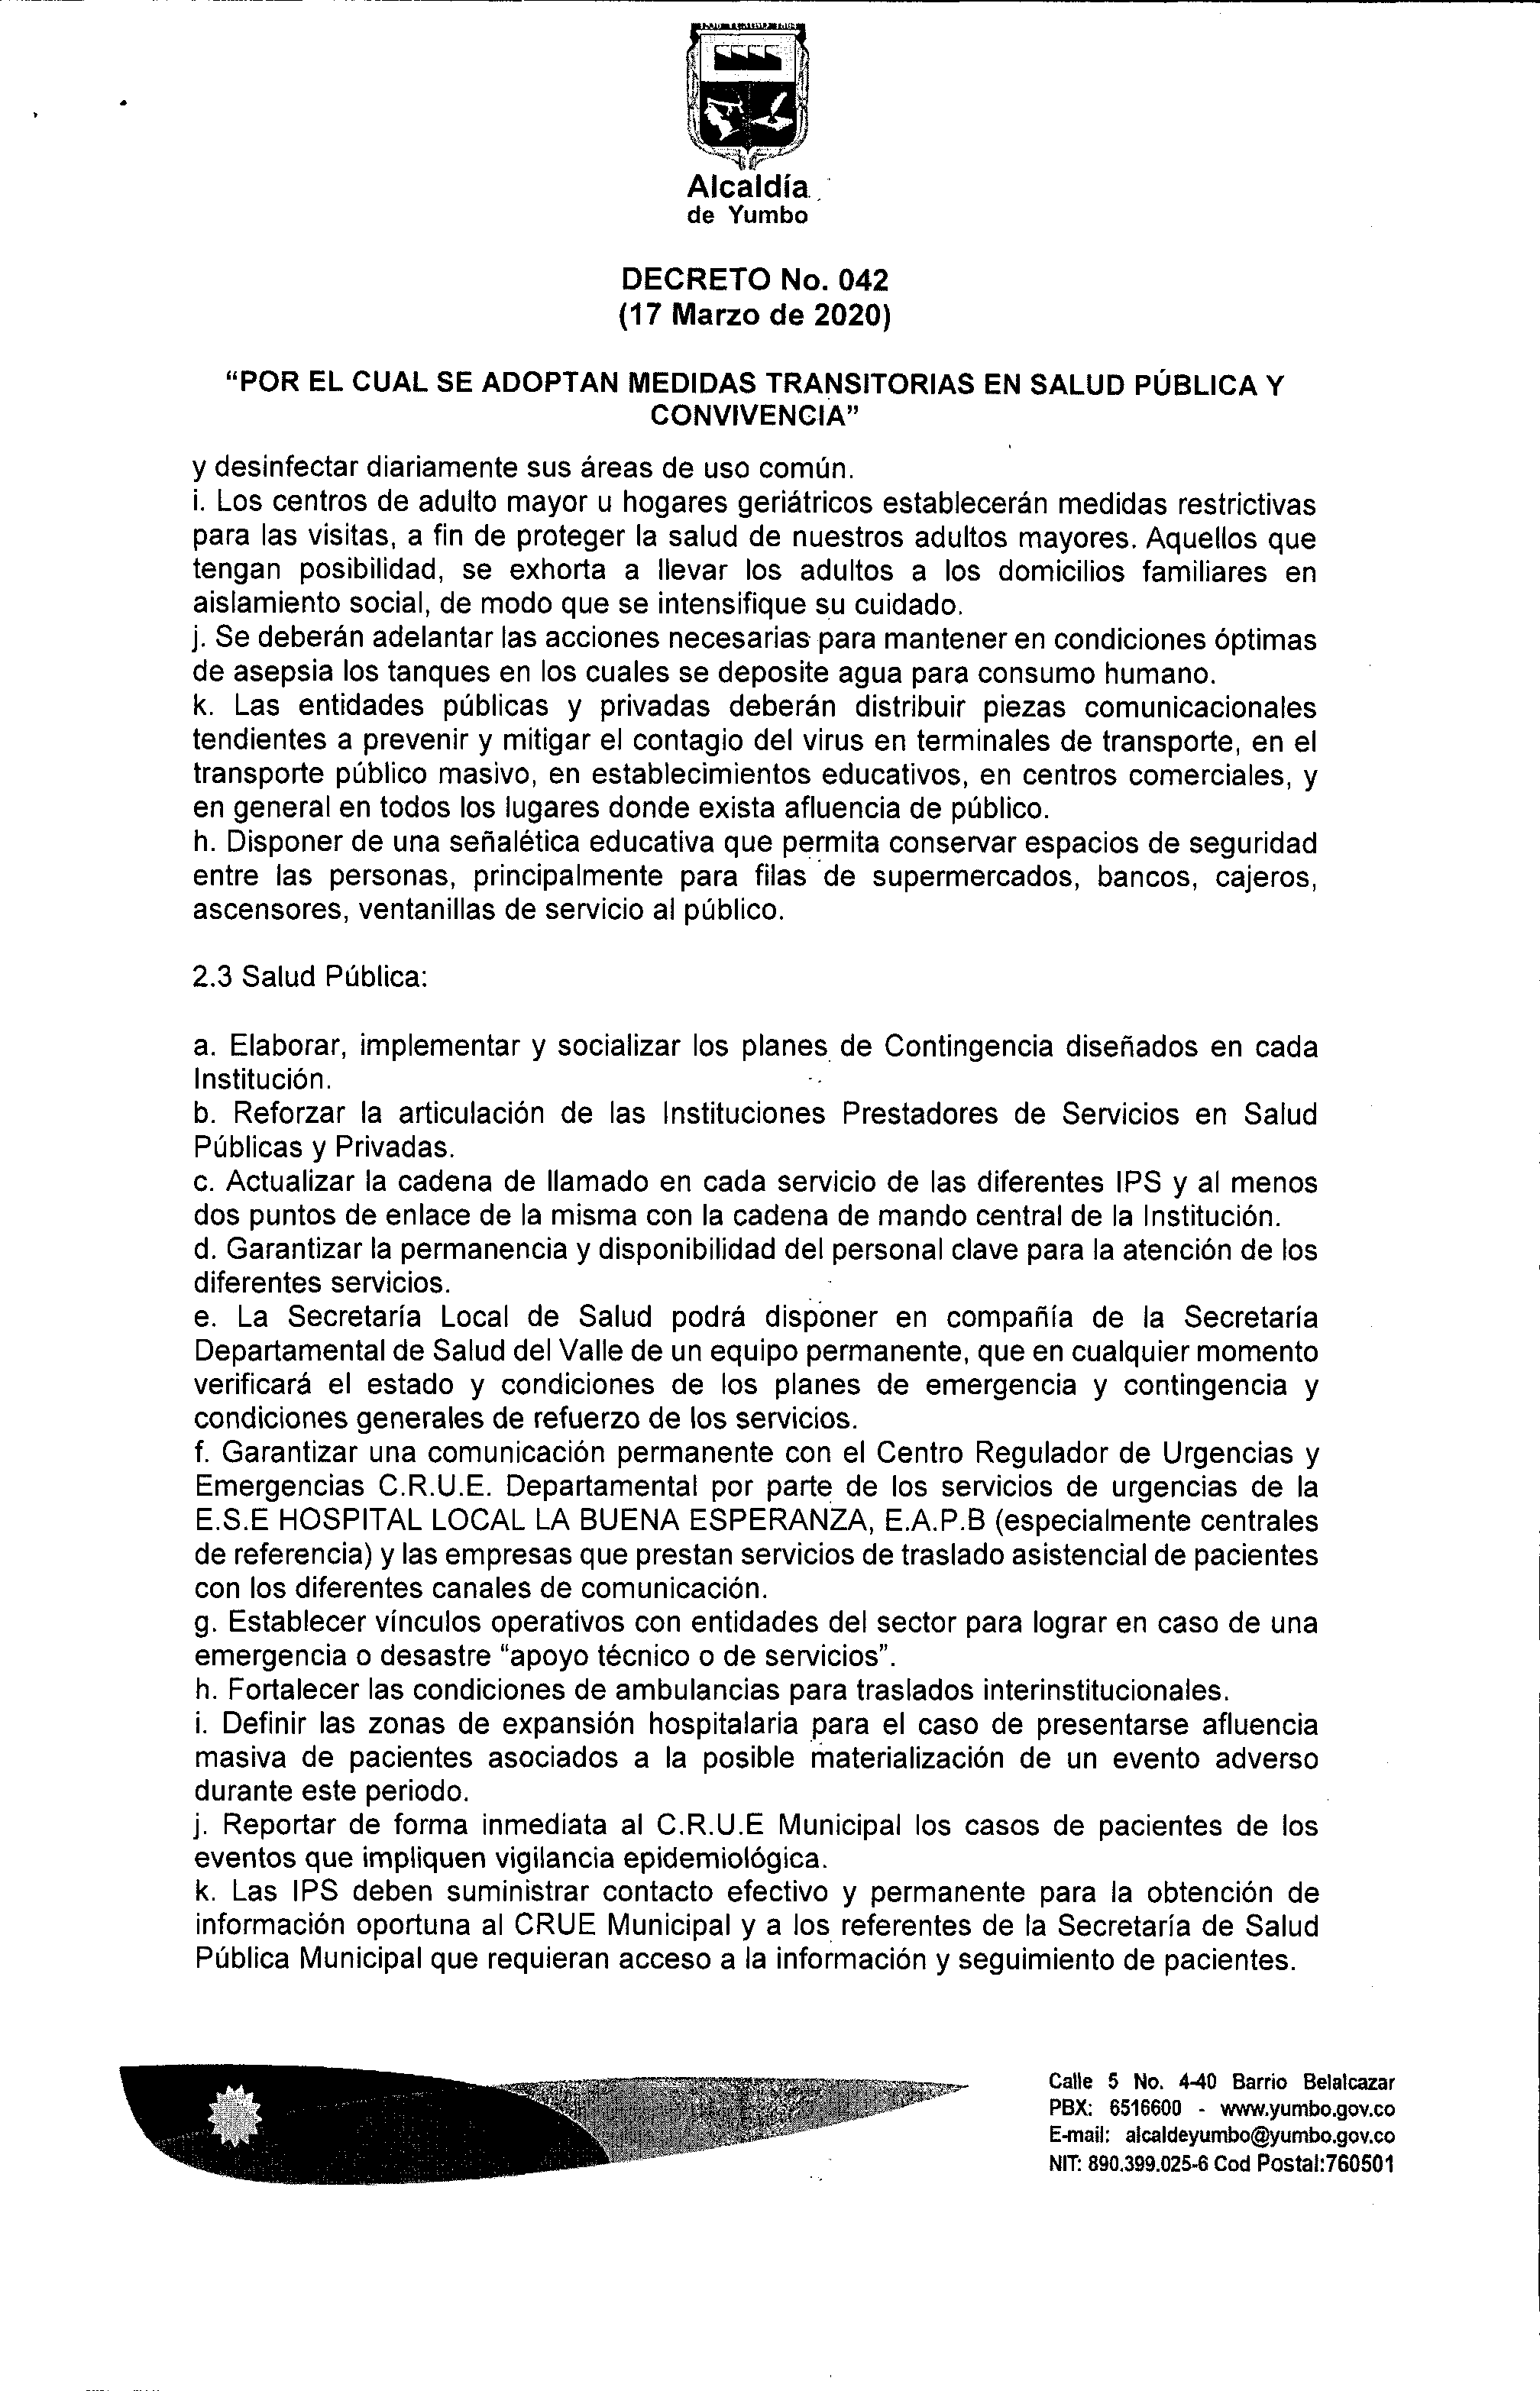 Alcaldía
de Yumbo
DECRETO No. 042
(17 Marzo de 2020)
“POR EL CUAL SE ADOPTAN MEDIDAS TRANSITORIAS EN SALUD PÚBLICA Y
CONVIVENCIA”
y desinfectar diariamente sus áreas de uso común.
i. Los centros de adulto mayor u hogares geriátricos establecerán medidas restrictivas
para las visitas, a fin de proteger la salud de nuestros adultos mayores. Aquellos que
tengan posibilidad, se exhorta a llevar los adultos a los domicilios familiares en
aislamiento social, de modo que se intensifique su cuidado.
j. Se deberán adelantar las acciones necesarias para mantener en condiciones óptimas
de asepsia los tanques en los cuales se deposite agua para consumo humano.
k. Las entidades públicas y privadas deberán distribuir piezas comunicacionales
tendientes a prevenir y mitigar el contagio del virus en terminales de transporte, en el
transporte público masivo, en establecimientos educativos, en centros comerciales, y
en general en todos los lugares donde exista afluencia de público.
h. Disponer de una señalética educativa que permita conservar espacios de seguridad
entre las personas, principalmente para filas de supermercados, bancos, cajeros,
ascensores, ventanillas de servicio al público.
2.3 Salud Pública:
a. Elaborar, implementar y socializar los planes de Contingencia diseñados en cada
Institución.
b. Reforzar la articulación de las Instituciones Prestadores de Servicios en Salud
Públicas y Privadas.
c. Actualizar la cadena de llamado en cada servicio de las diferentes IPS y al menos
dos puntos de enlace de la misma con la cadena de mando central de la Institución.
d. Garantizar la permanencia y disponibilidad del personal clave para la atención de los
diferentes servicios.
e. La Secretaría Local de Salud podrá disponer en compañía de la Secretaría
Departamental de Salud del Valle de un equipo permanente, que en cualquier momento
verificará el estado y condiciones de los planes de emergencia y contingencia y
condiciones generales de refuerzo de los servicios.
f. Garantizar una comunicación permanente con el Centro Regulador de Urgencias y
Emergencias C.R.U.E. Departamental por parte de los servicios de urgencias de la
E.S.E HOSPITAL LOCAL LA BUENA ESPERANZA, E.A.P.B (especialmente centrales
de referencia) y las empresas que prestan servicios de traslado asistencial de pacientes
con los diferentes canales de comunicación.
g. Establecer vínculos operativos con entidades del sector para lograr en caso de una
emergencia o desastre “apoyo técnico o de servicios”.
h. Fortalecer las condiciones de ambulancias para traslados interinstitucionales.
i. Definir las zonas de expansión hospitalaria para el caso de presentarse afluencia
masiva de pacientes asociados a la posible materialización de un evento adverso
durante este periodo.
j. Reportar de forma inmediata al C.R.U.E Municipal los casos de pacientes de los
eventos que impliquen vigilancia epidemiológica.
k. Las IPS deben suministrar contacto efectivo y permanente para la obtención de
información oportuna al CRUE Municipal y a los referentes de la Secretaría de Salud
Pública Municipal que requieran acceso a la información y seguimiento de pacientes.
Calle 5 No. 4-40 Barrio Belalcazar
PBX: 6516600 - www.yumbo.gov.co
E-mail: alcaldeyumbo@yumbo.gov.co
NIT: 890.399.025-6 Cod Postal:760501